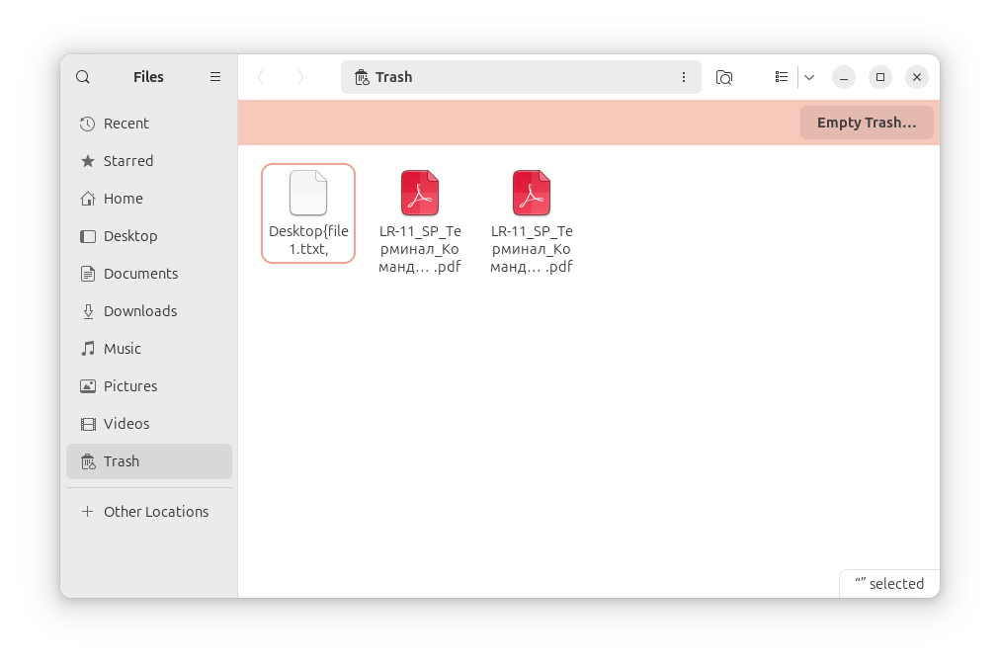 Files
Trash
Recent
Starred
Home
Desktop
Documents
Downloads
Music
Pictures
Videos
Trash
Other Locations
Empty Trash…
Desktop{file
1.ttxt,
LR-11_SP_Те
рминал_Ко
манд… .pdf
LR-11_SP_Те
рминал_Ко
манд… .pdf
“” selected